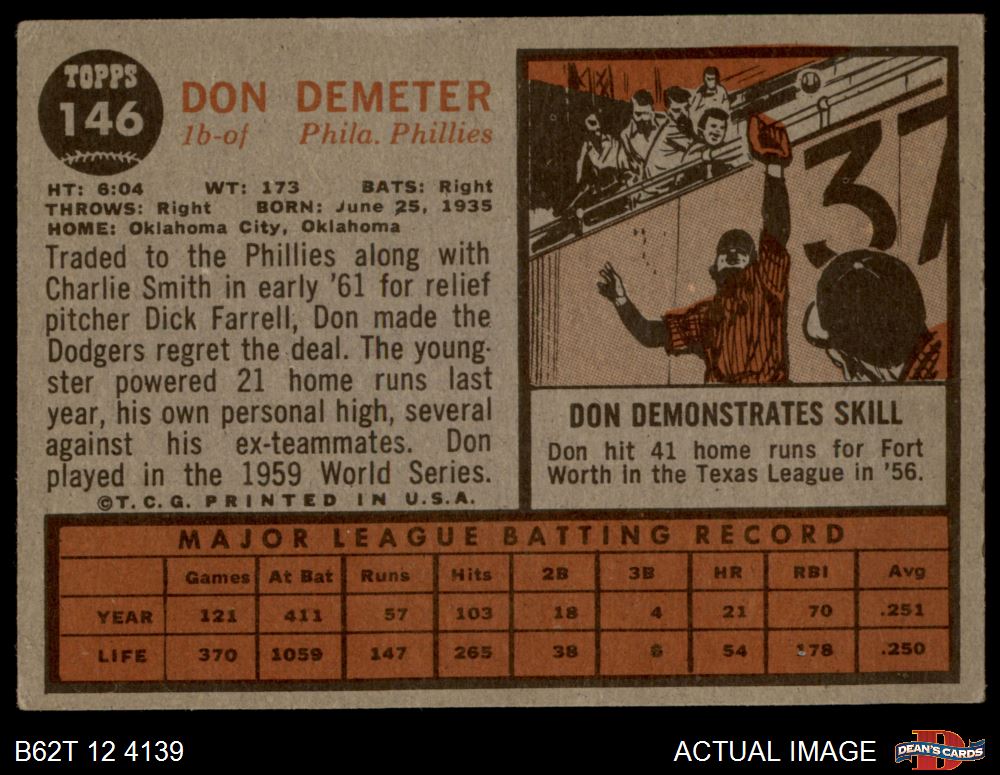 TOPPS
146
DON DEMETER
1b-of Phila. Phillies
HT: 6:04 WT: 173 BATS: Right
THROWS: Right BORN: June 25, 1935
HOME: Oklahoma City, Oklahoma
Traded to the Phillies along with
Charlie Smith in early '61 for relief
pitcher Dick Farrell, Don made the
Dodgers regret the deal. The young-
ster powered 21 home runs last
year, his own personal high, several
against his ex-teammates. Don
played in the 1959 World Series.
©T.C.G. PRINTED IN U.S.A.
37
DON DEMONSTRATES SKILL
Don hit 41 home runs for Fort
Worth in the Texas League in '56.
MAJOR LEAGUE BATTING RECORD
Games At Bat Runs Hits 2B 3B HR RBI Avg
YEAR 121 411 57 103 18 4 21 70 .251
LIFE 370 1059 147 265 38 6 54 178 .250
B62T 12 4139
ACTUAL IMAGE
D
DEAN'S CARDS